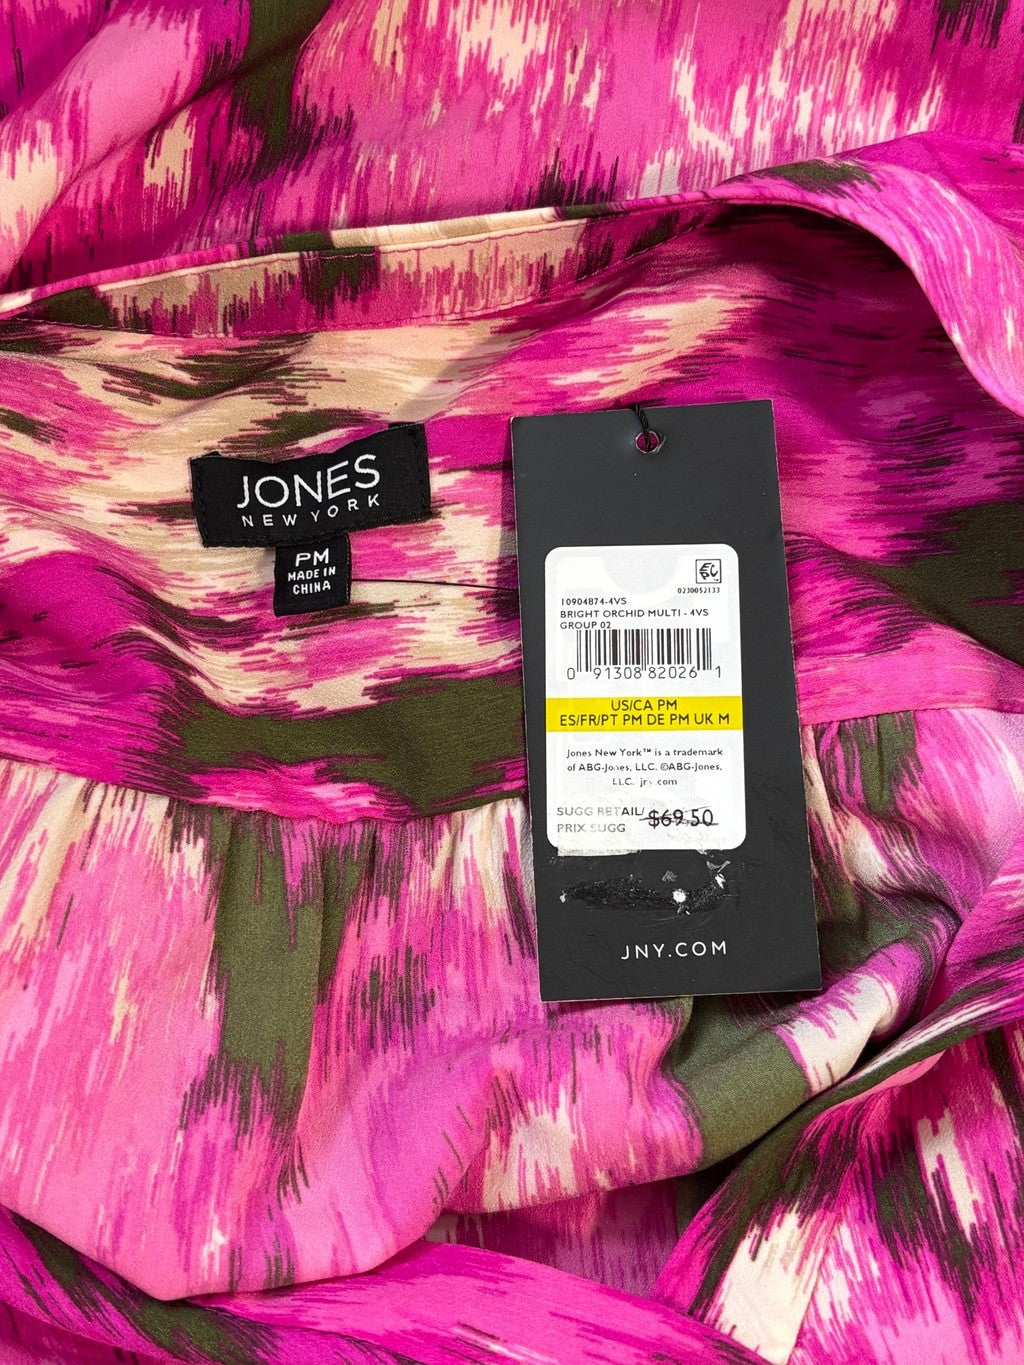 JONES
NEW YORK
PM
MADE IN
CHINA
0230052133
10904874-4VS
BRIGHT ORCHID MULTI - 4VS
GROUP 02
0 91308 82026 1
US/CA PM
ES/FR/PT PM DE PM UK M
Jones New York™ is a trademark
of ABG-Jones, LLC. ©ABG-Jones,
LLC. jny.com
SUGG RETAIL/
PRIX SUGG $69.50
JNY.COM